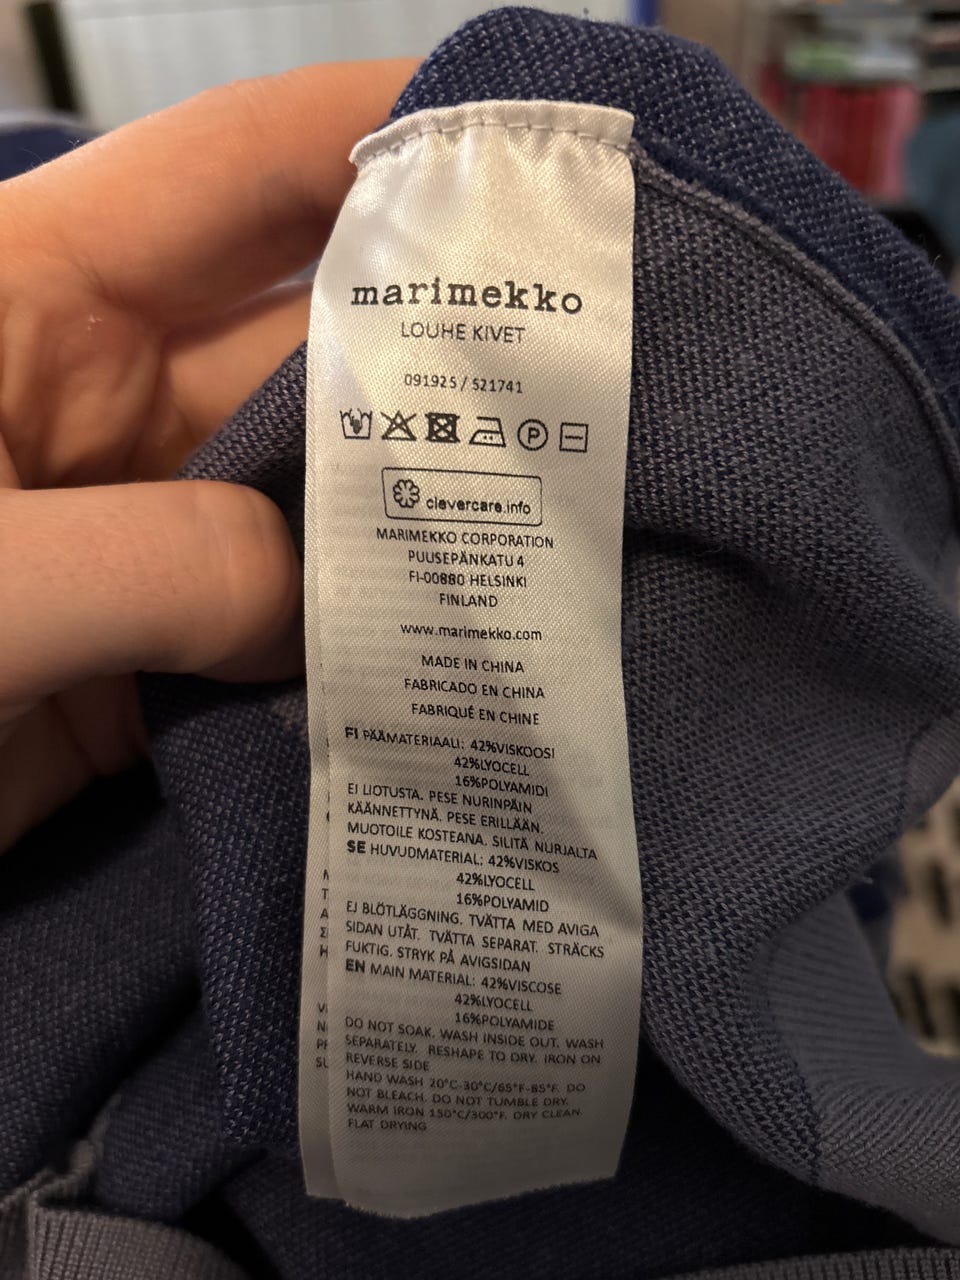 marimekko
LOUHE KIVET
091925 / 521741
P
clevercare.info
MARIMEKKO CORPORATION
PUUSEPÄNKATU 4
FI-00880 HELSINKI
FINLAND
www.marimekko.com
MADE IN CHINA
FABRICADO EN CHINA
FABRIQUÉ EN CHINE
FI PÄÄMATERIAALI: 42%VISKOOSI
42%LYOCELL
16%POLYAMIDI
EI LIOTUSTA. PESE NURINPÄIN
KÄÄNNETTYNÄ. PESE ERILLÄÄN.
MUOTOILE KOSTEANA. SILITÄ NURJALTA
SE HUVUDMATERIAL: 42%VISKOS
42%LYOCELL
16%POLYAMID
EJ BLÖTLÄGGNING. TVÄTTA MED AVIGA
SIDAN UTÅT. TVÄTTA SEPARAT. STRÄCKS
FUKTIG. STRYK PÅ AVIGSIDAN
EN MAIN MATERIAL: 42%VISCOSE
42%LYOCELL
16%POLYAMIDE
DO NOT SOAK. WASH INSIDE OUT. WASH
SEPARATELY. RESHAPE TO DRY. IRON ON
REVERSE SIDE
HAND WASH 20°C-30°C/65°F-85°F. DO
NOT BLEACH. DO NOT TUMBLE DRY.
WARM IRON 150°C/300°F. DRY CLEAN.
FLAT DRYING